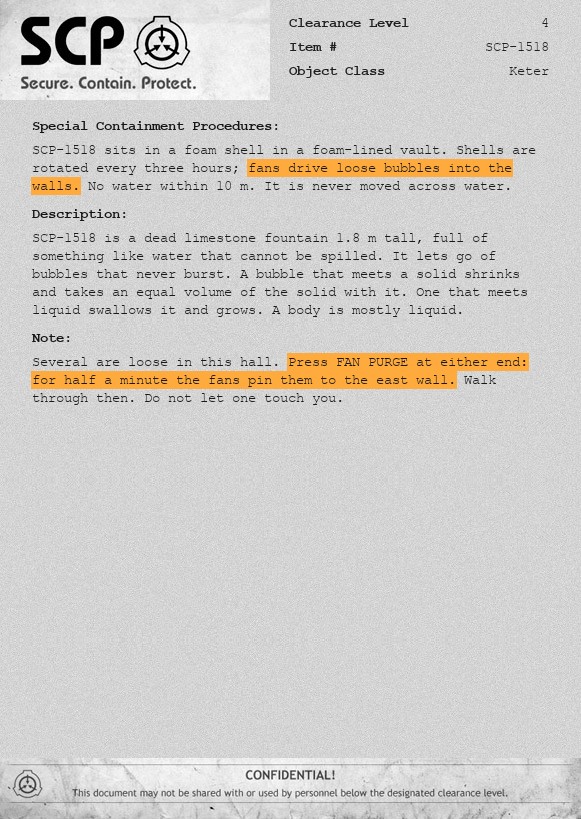 SCP
Secure. Contain. Protect.
Clearance Level 4
Item # SCP-1518
Object Class Keter
Special Containment Procedures:
SCP-1518 sits in a foam shell in a foam-lined vault. Shells are
rotated every three hours; fans drive loose bubbles into the
walls. No water within 10 m. It is never moved across water.
Description:
SCP-1518 is a dead limestone fountain 1.8 m tall, full of
something like water that cannot be spilled. It lets go of
bubbles that never burst. A bubble that meets a solid shrinks
and takes an equal volume of the solid with it. One that meets
liquid swallows it and grows. A body is mostly liquid.
Note:
Several are loose in this hall. Press FAN PURGE at either end:
for half a minute the fans pin them to the east wall. Walk
through then. Do not let one touch you.
CONFIDENTIAL!
This document may not be shared with or used by personnel below the designated clearance level.